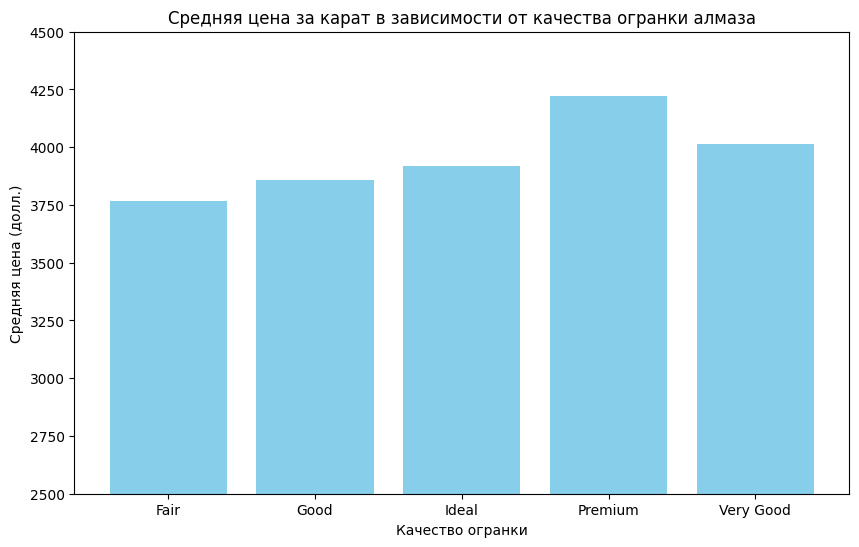 Средняя цена за карат в зависимости от качества огранки алмаза
4500
4250
4000
3750
3500
3250
3000
2750
2500
Средняя цена (долл.)
Fair Good Ideal Premium Very Good
Качество огранки